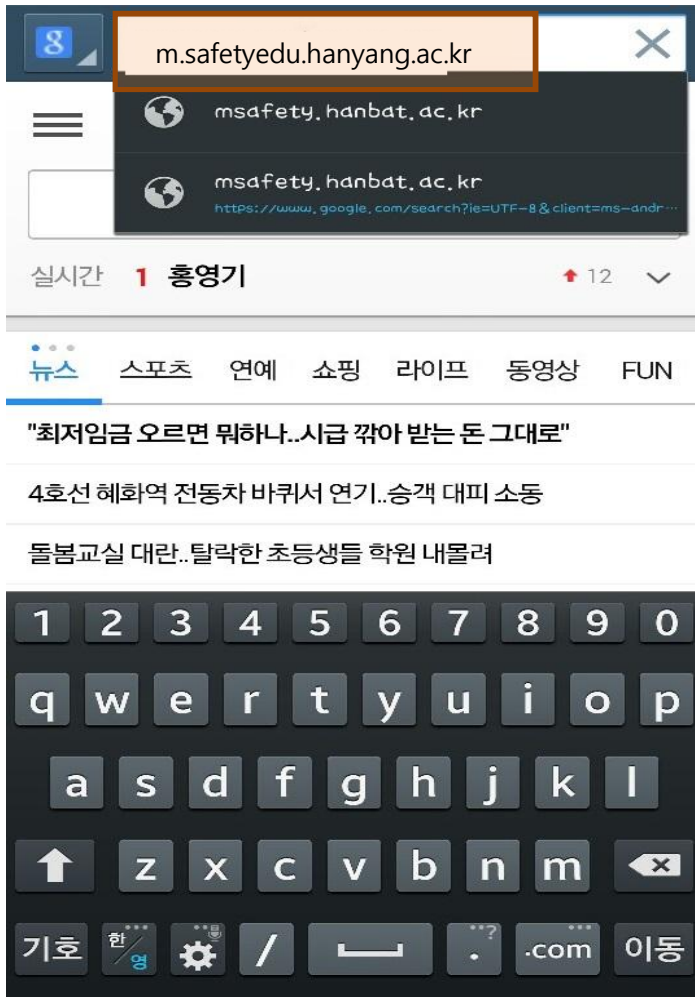 8 m.safetyedu.hanyang.ac.kr
msafety.hanbat.ac.kr
msafety.hanbat.ac.kr
https://www.google.com/search?ie=UTF-8&client=ms-andr...
실시간 1 홍영기 12
뉴스 스포츠 연예 쇼핑 라이프 동영상 FUN
"최저임금 오르면 뭐하나..시급 깎아 받는 돈 그대로"
4호선 혜화역 전동차 바퀴서 연기..승객 대피 소동
돌봄교실 대란..탈락한 초등생들 학원 내몰려
1 2 3 4 5 6 7 8 9 0
q w e r t y u i o p
a s d f g h j k l
z x c v b n m
기호 한/영 / . ..? .com 이동